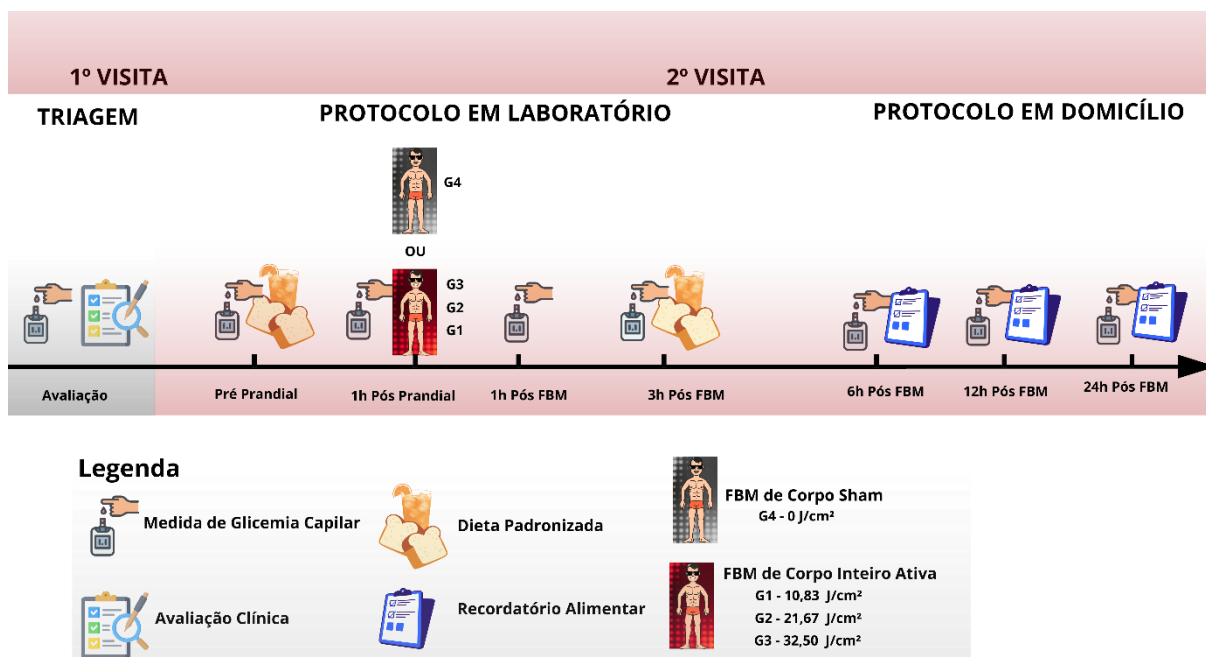 1º VISITA
2º VISITA
TRIAGEM
PROTOCOLO EM LABORATÓRIO
PROTOCOLO EM DOMICÍLIO
G4
OU
G3
G2
G1
Avaliação
Pré Prandial
1h Pós Prandial
1h Pós FBM
3h Pós FBM
6h Pós FBM
12h Pós FBM
24h Pós FBM
Legenda
Medida de Glicemia Capilar
Dieta Padronizada
FBM de Corpo Sham
G4 - 0 J/cm²
Avaliação Clínica
Recordatório Alimentar
FBM de Corpo Inteiro Ativa
G1 - 10,83 J/cm²
G2 - 21,67 J/cm²
G3 - 32,50 J/cm²